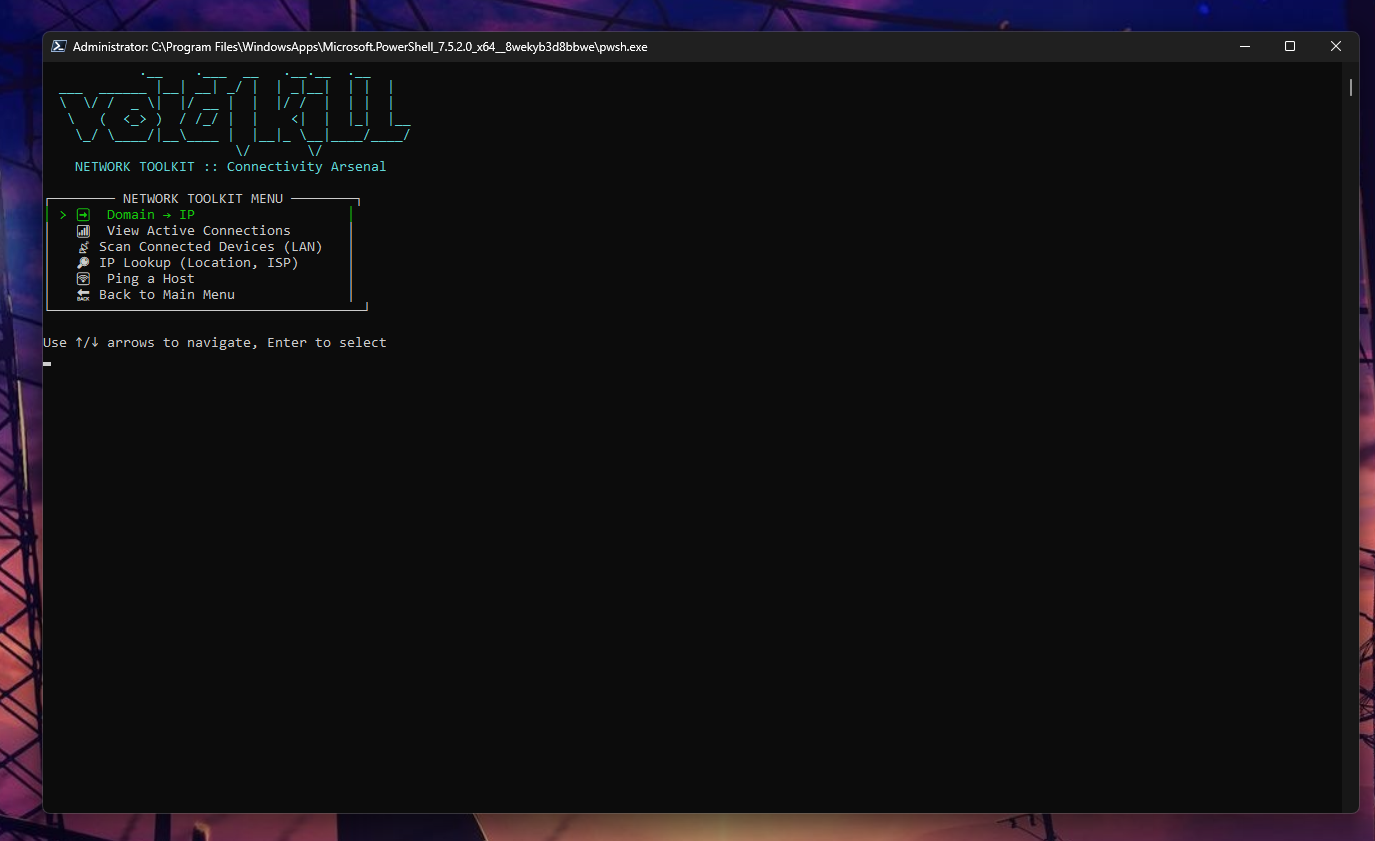 Administrator: C:\Program Files\WindowsApps\Microsoft.PowerShell_7.5.2.0_x64__8wekyb3d8bbwe\pwsh.exe
voidkill
NETWORK TOOLKIT :: Connectivity Arsenal
NETWORK TOOLKIT MENU
> Domain → IP
View Active Connections
Scan Connected Devices (LAN)
IP Lookup (Location, ISP)
Ping a Host
BACK Back to Main Menu
Use ↑/↓ arrows to navigate, Enter to select